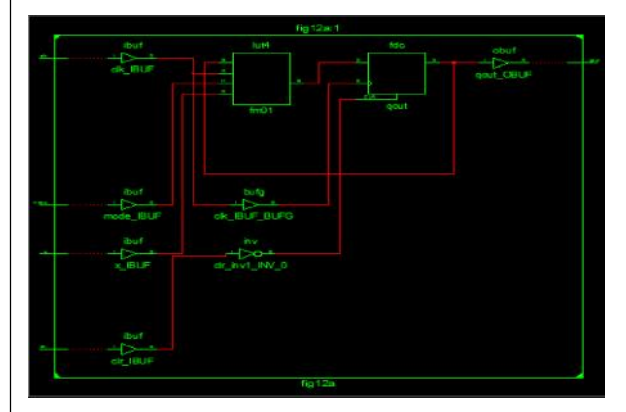 fig12a:1
ibuf
clk_IBUF
lut4
fm01
fdc
qout
obuf
qout_OBUF
ibuf
mode_IBUF
bufg
clk_IBUF_BUFG
ibuf
x_IBUF
inv
clr_inv1_INV_0
ibuf
clr_IBUF
fig12a